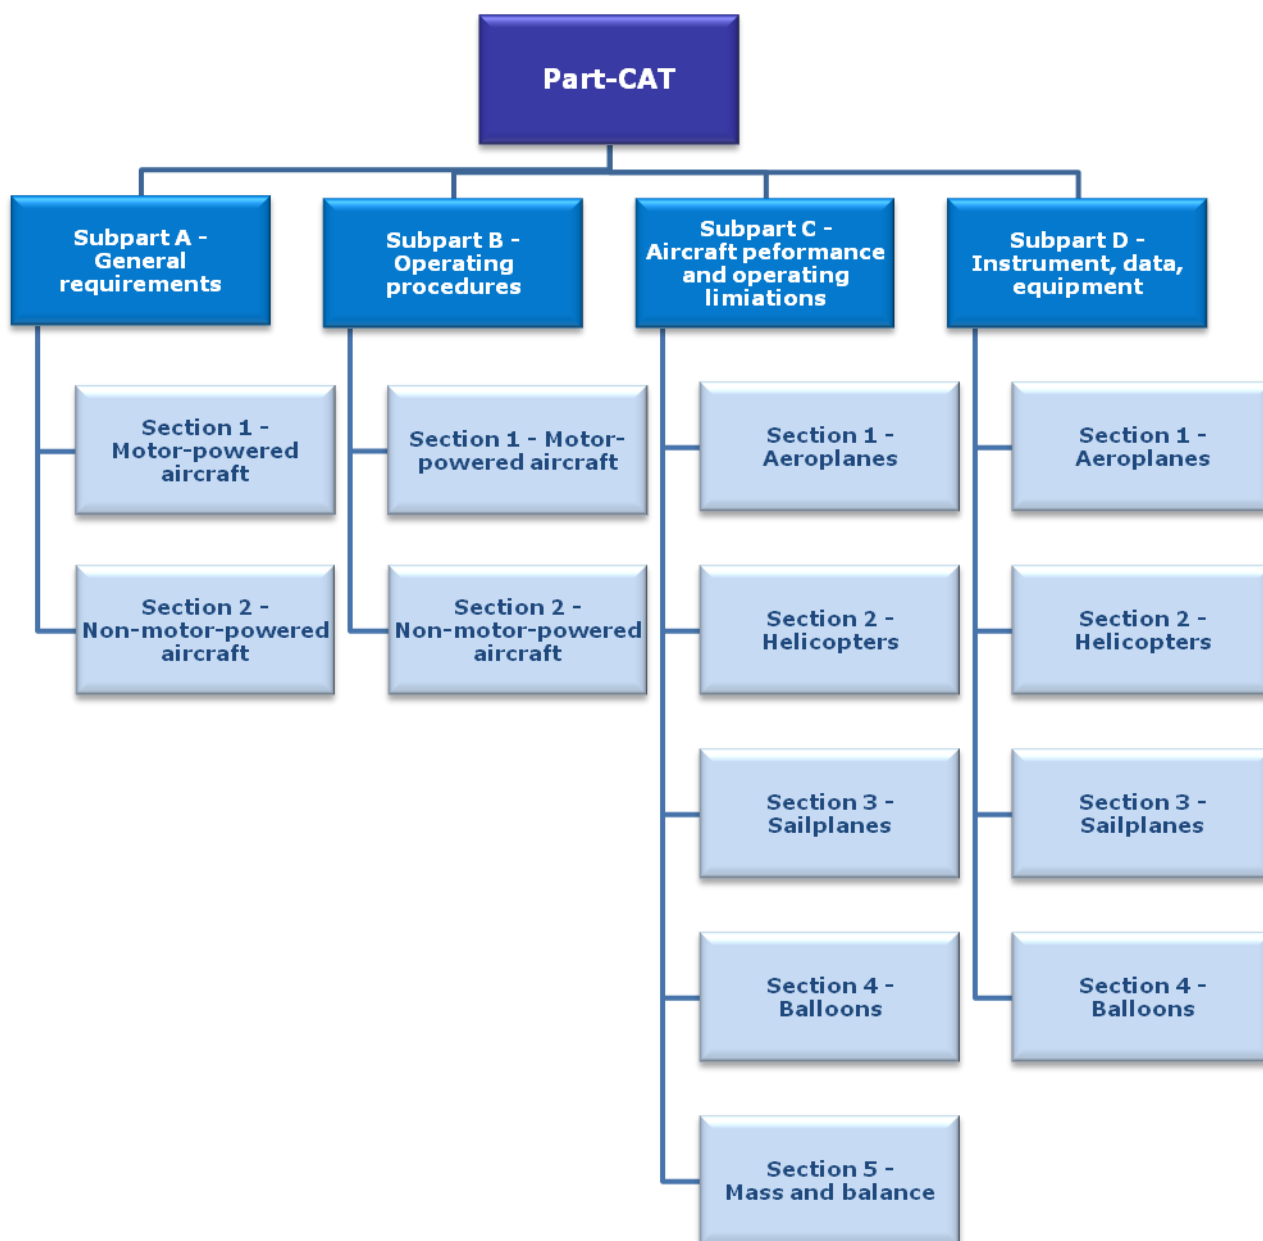 Part-CAT
Subpart A -
General
requirements
Subpart B -
Operating
procedures
Subpart C -
Aircraft peformance
and operating
limiations
Subpart D -
Instrument, data,
equipment
Section 1 -
Motor-powered
aircraft
Section 2 -
Non-motor-powered
aircraft
Section 1 - Motor-
powered aircraft
Section 2 -
Non-motor-powered
aircraft
Section 1 -
Aeroplanes
Section 2 -
Helicopters
Section 3 -
Sailplanes
Section 4 -
Balloons
Section 5 -
Mass and balance
Section 1 -
Aeroplanes
Section 2 -
Helicopters
Section 3 -
Sailplanes
Section 4 -
Balloons